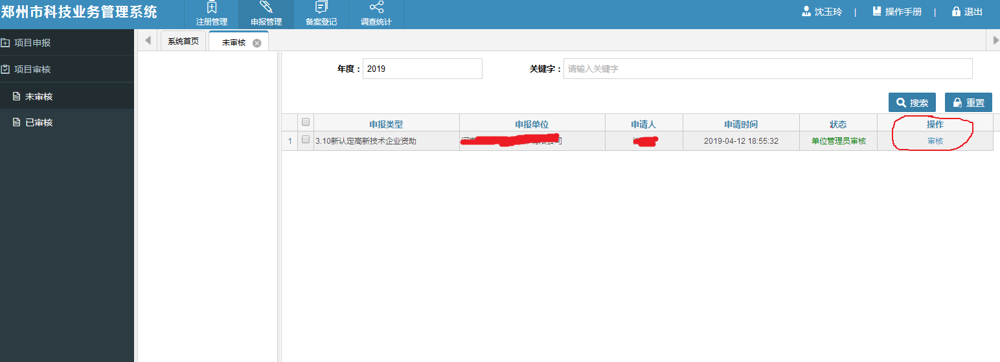 郑州市科技业务管理系统
注册管理 申报管理 备案登记 调查统计
沈玉玲 | 操作手册 | 退出
项目申报
项目审核
未审核
已审核
系统首页 未审核
年度： 2019 关键字： 请输入关键字
搜索 重置
申报类型 申报单位 申请人 申请时间 状态 操作
1 3.10新认定高新技术企业资助 公司 2019-04-12 18:55:32 单位管理员审核 审核